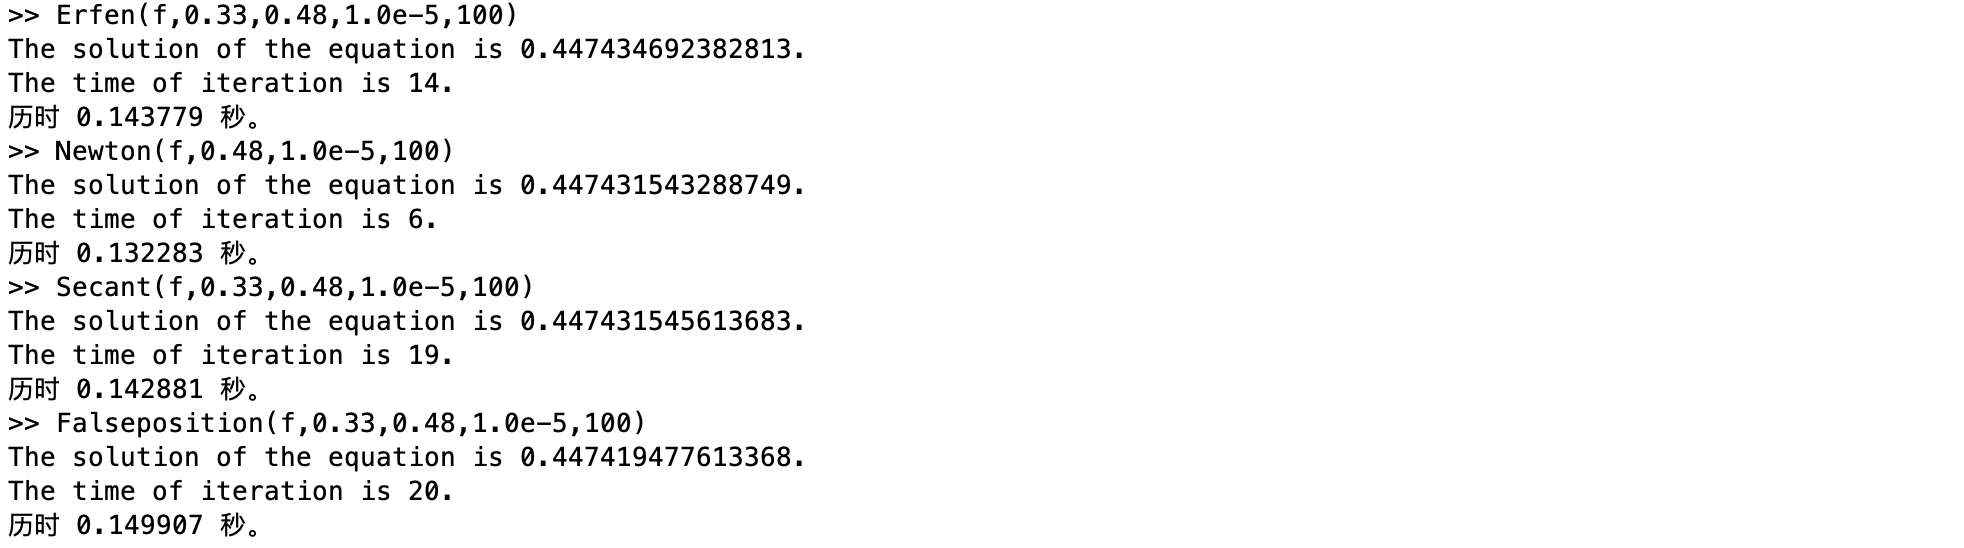 >> Erfen(f,0.33,0.48,1.0e-5,100)
The solution of the equation is 0.447434692382813.
The time of iteration is 14.
历时 0.143779 秒。
>> Newton(f,0.48,1.0e-5,100)
The solution of the equation is 0.447431543288749.
The time of iteration is 6.
历时 0.132283 秒。
>> Secant(f,0.33,0.48,1.0e-5,100)
The solution of the equation is 0.447431545613683.
The time of iteration is 19.
历时 0.142881 秒。
>> Falseposition(f,0.33,0.48,1.0e-5,100)
The solution of the equation is 0.447419477613368.
The time of iteration is 20.
历时 0.149907 秒。